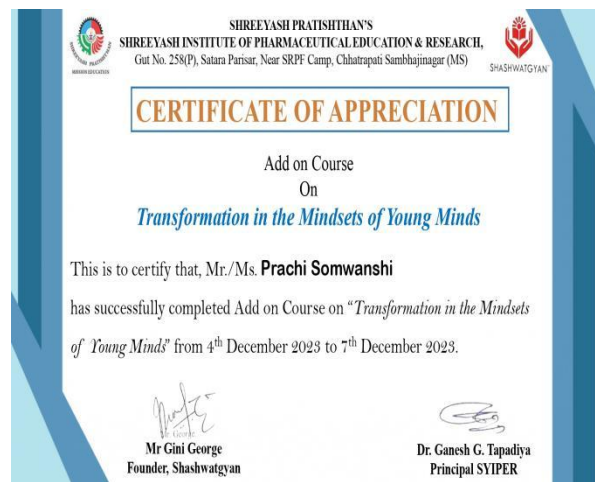 SHREEYASH PRATISHTHAN'S
SHREEYASH INSTITUTE OF PHARMACEUTICAL EDUCATION & RESEARCH,
Gut No. 258(P), Satara Parisar, Near SRPF Camp, Chhatrapati Sambhajinagar (MS)
MISSION EDUCATION
SHASHWATGYAN
CERTIFICATE OF APPRECIATION
Add on Course
On
Transformation in the Mindsets of Young Minds
This is to certify that, Mr./Ms. Prachi Somwanshi
has successfully completed Add on Course on "Transformation in the Mindsets
of Young Minds" from 4th December 2023 to 7th December 2023.
Mr Gini George
Founder, Shashwatgyan
Dr. Ganesh G. Tapadiya
Principal SYIPER